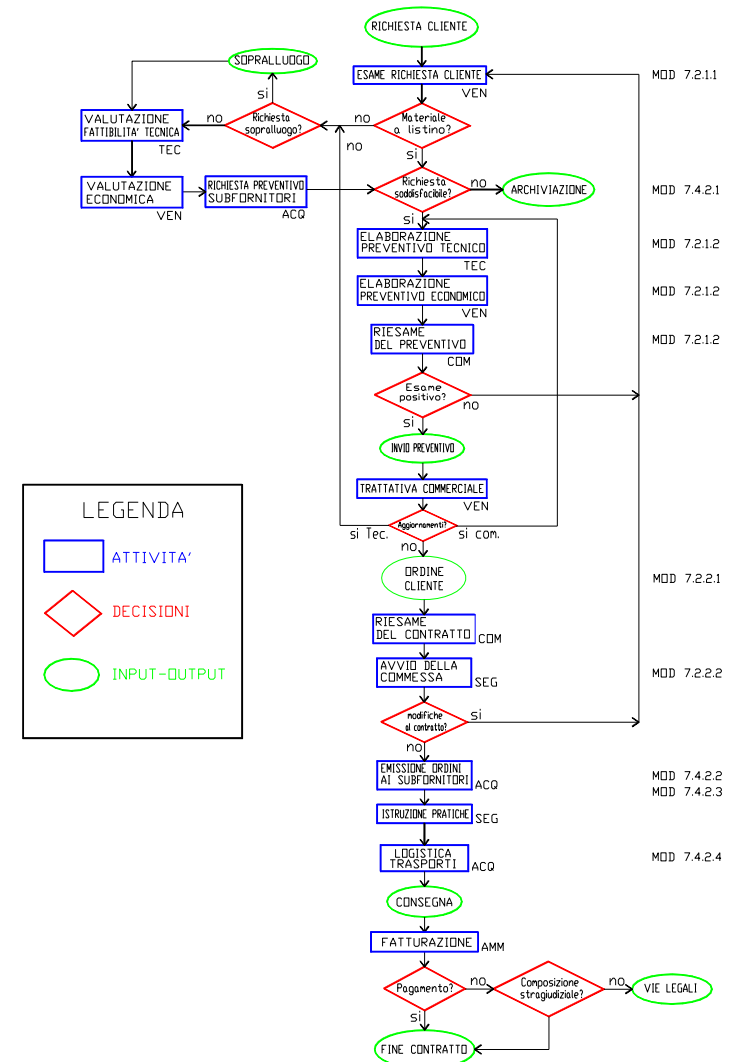 RICHIESTA CLIENTE
SOPRALLUOGO
ESAME RICHIESTA CLIENTE
MOD 7.2.1.1
VEN
si
VALUTAZIONE
FATTIBILITA' TECNICA
TEC
no
Richiesta
sopralluogo?
no
no
Materiale
a listino?
si
VALUTAZIONE
ECONOMICA
VEN
RICHIESTA PREVENTIVO
SUBFORNITORI
ACQ
Richiesta
soddisfacibile?
no
ARCHIVIAZIONE
MOD 7.4.2.1
si
ELABORAZIONE
PREVENTIVO TECNICO
TEC
MOD 7.2.1.2
ELABORAZIONE
PREVENTIVO ECONOMICO
VEN
MOD 7.2.1.2
RIESAME
DEL PREVENTIVO
COM
MOD 7.2.1.2
Esame
positivo?
no
si
INVIO PREVENTIVO
TRATTATIVA COMMERCIALE
VEN
Aggiornamenti?
si Tec.
si com.
no
ORDINE
CLIENTE
MOD 7.2.2.1
RIESAME
DEL CONTRATTO
COM
AVVIO DELLA
COMMESSA
SEG
MOD 7.2.2.2
modifiche
al contratto?
si
no
EMISSIONE ORDINI
AI SUBFORNITORI
ACQ
MOD 7.4.2.2
MOD 7.4.2.3
ISTRUZIONE PRATICHE
SEG
LOGISTICA
TRASPORTI
ACQ
MOD 7.4.2.4
CONSEGNA
FATTURAZIONE
AMM
Pagamento?
no
Composizione
stragiudiziale?
no
VIE LEGALI
si
FINE CONTRATTO
LEGENDA
ATTIVITA'
DECISIONI
INPUT-OUTPUT